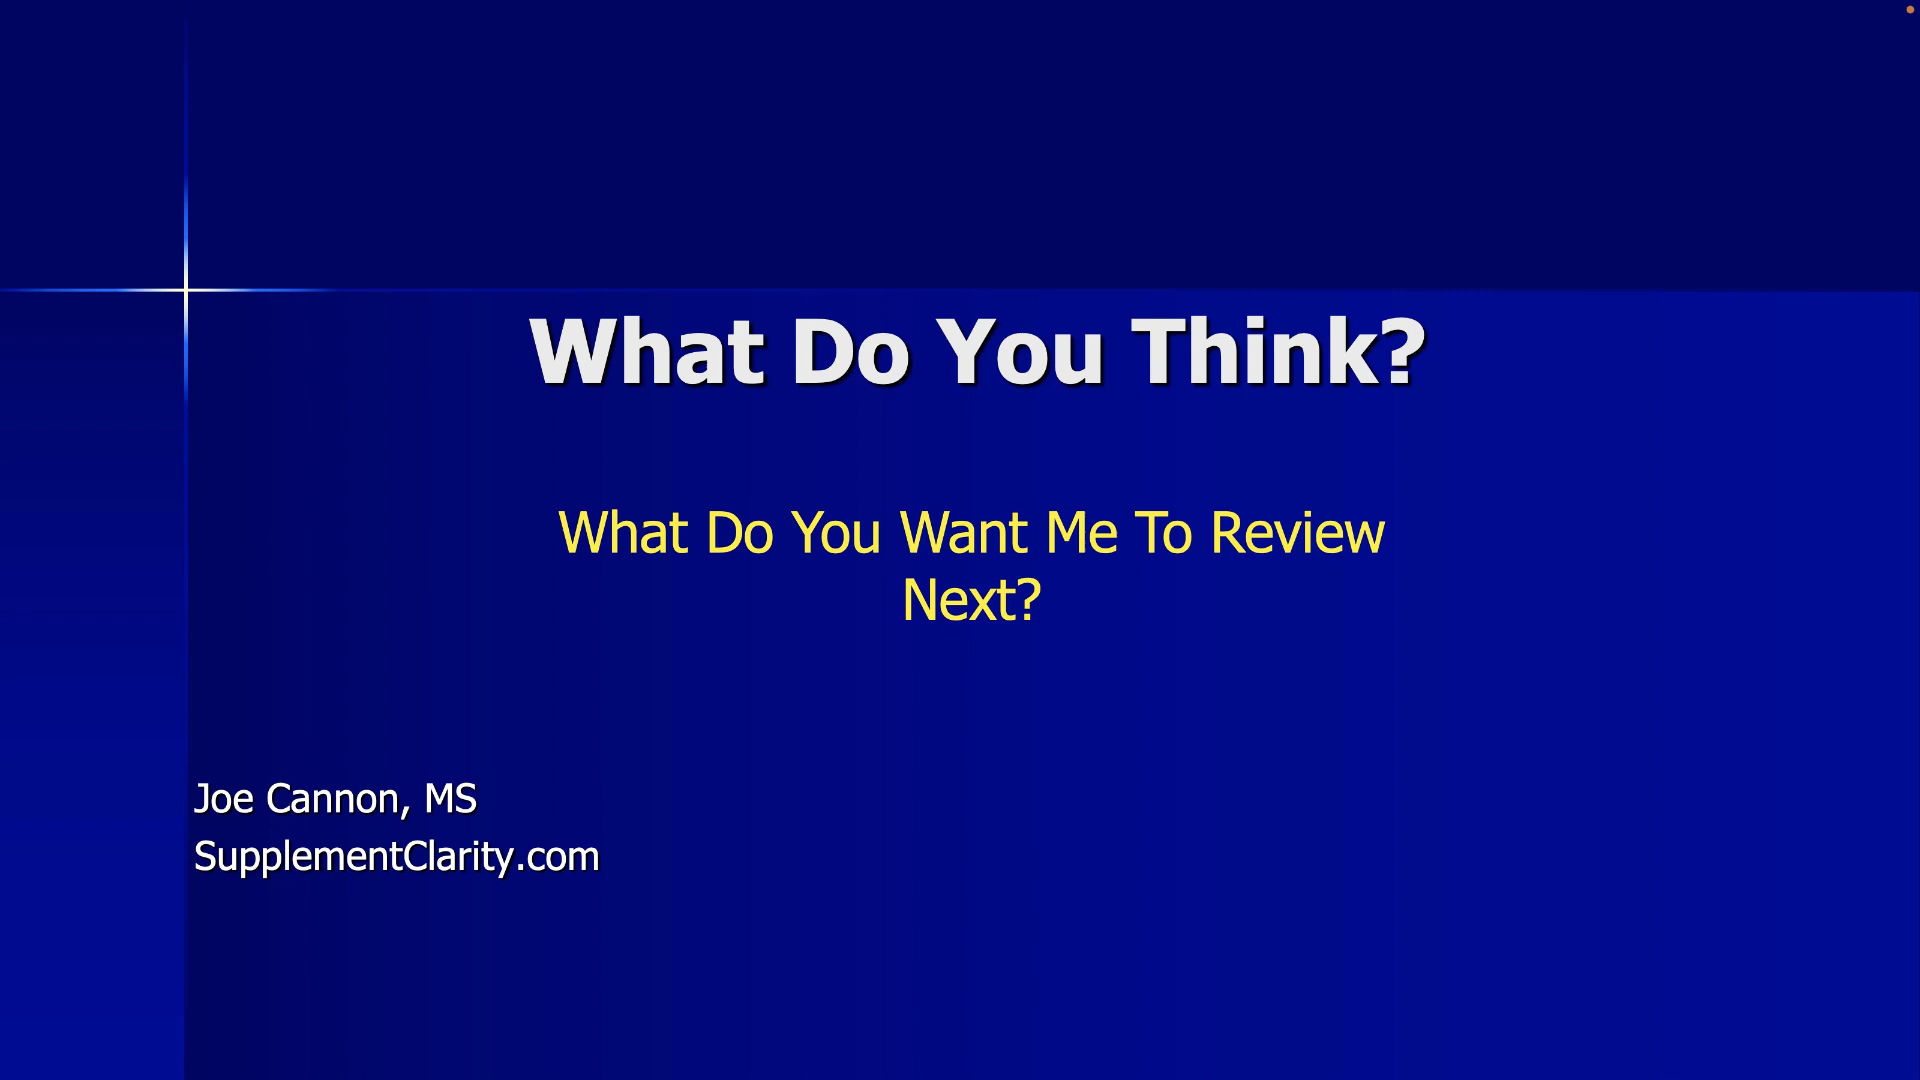 What Do You Think?
What Do You Want Me To Review
Next?
Joe Cannon, MS
SupplementClarity.com